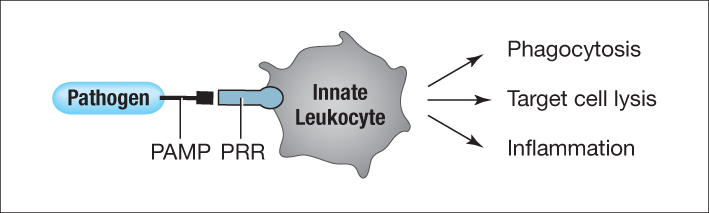 Pathogen
PAMP
PRR
Innate
Leukocyte
Phagocytosis
Target cell lysis
Inflammation